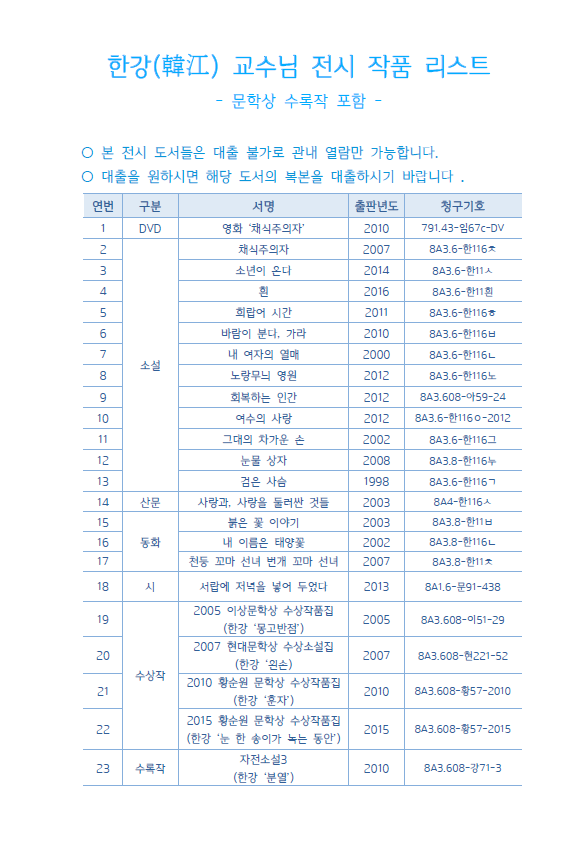 한강(韓江) 교수님 전시 작품 리스트
- 문학상 수록작 포함 -
○ 본 전시 도서들은 대출 불가로 관내 열람만 가능합니다.
○ 대출을 원하시면 해당 도서의 복본을 대출하시기 바랍니다 .
연번 구분 서명 출판년도 청구기호
1 DVD 영화 ‘채식주의자’ 2010 791.43-임67c-DV
2 채식주의자 2007 8A3.6-한116ㅊ
3 소년이 온다 2014 8A3.6-한11ㅅ
4 흰 2016 8A3.6-한11흰
5 희랍어 시간 2011 8A3.6-한116ㅎ
6 바람이 분다, 가라 2010 8A3.6-한116ㅂ
7 내 여자의 열매 2000 8A3.6-한116ㄴ
8 소설 노랑무늬 영원 2012 8A3.6-한116노
9 회복하는 인간 2012 8A3.608-아59-24
10 여수의 사랑 2012 8A3.6-한116ㅇ-2012
11 그대의 차가운 손 2002 8A3.6-한116그
12 눈물 상자 2008 8A3.8-한116누
13 검은 사슴 1998 8A3.6-한116ㄱ
14 산문 사랑과, 사랑을 둘러싼 것들 2003 8A4-한116ㅅ
15 붉은 꽃 이야기 2003 8A3.8-한11ㅂ
16 동화 내 이름은 태양꽃 2002 8A3.8-한116ㄴ
17 천둥 꼬마 선녀 번개 꼬마 선녀 2007 8A3.8-한11ㅊ
18 시 서랍에 저녁을 넣어 두었다 2013 8A1.6-문91-438
19 2005 이상문학상 수상작품집 2005 8A3.608-이51-29
(한강 ‘몽고반점’)
20 2007 현대문학상 수상소설집 2007 8A3.608-현221-52
(한강 ‘왼손’)
수상작
21 2010 황순원 문학상 수상작품집 2010 8A3.608-황57-2010
(한강 ‘훈자’)
22 2015 황순원 문학상 수상작품집 2015 8A3.608-황57-2015
(한강 ‘눈 한 송이가 녹는 동안’)
23 수록작 자전소설3 2010 8A3.608-강71-3
(한강 ‘분열’)